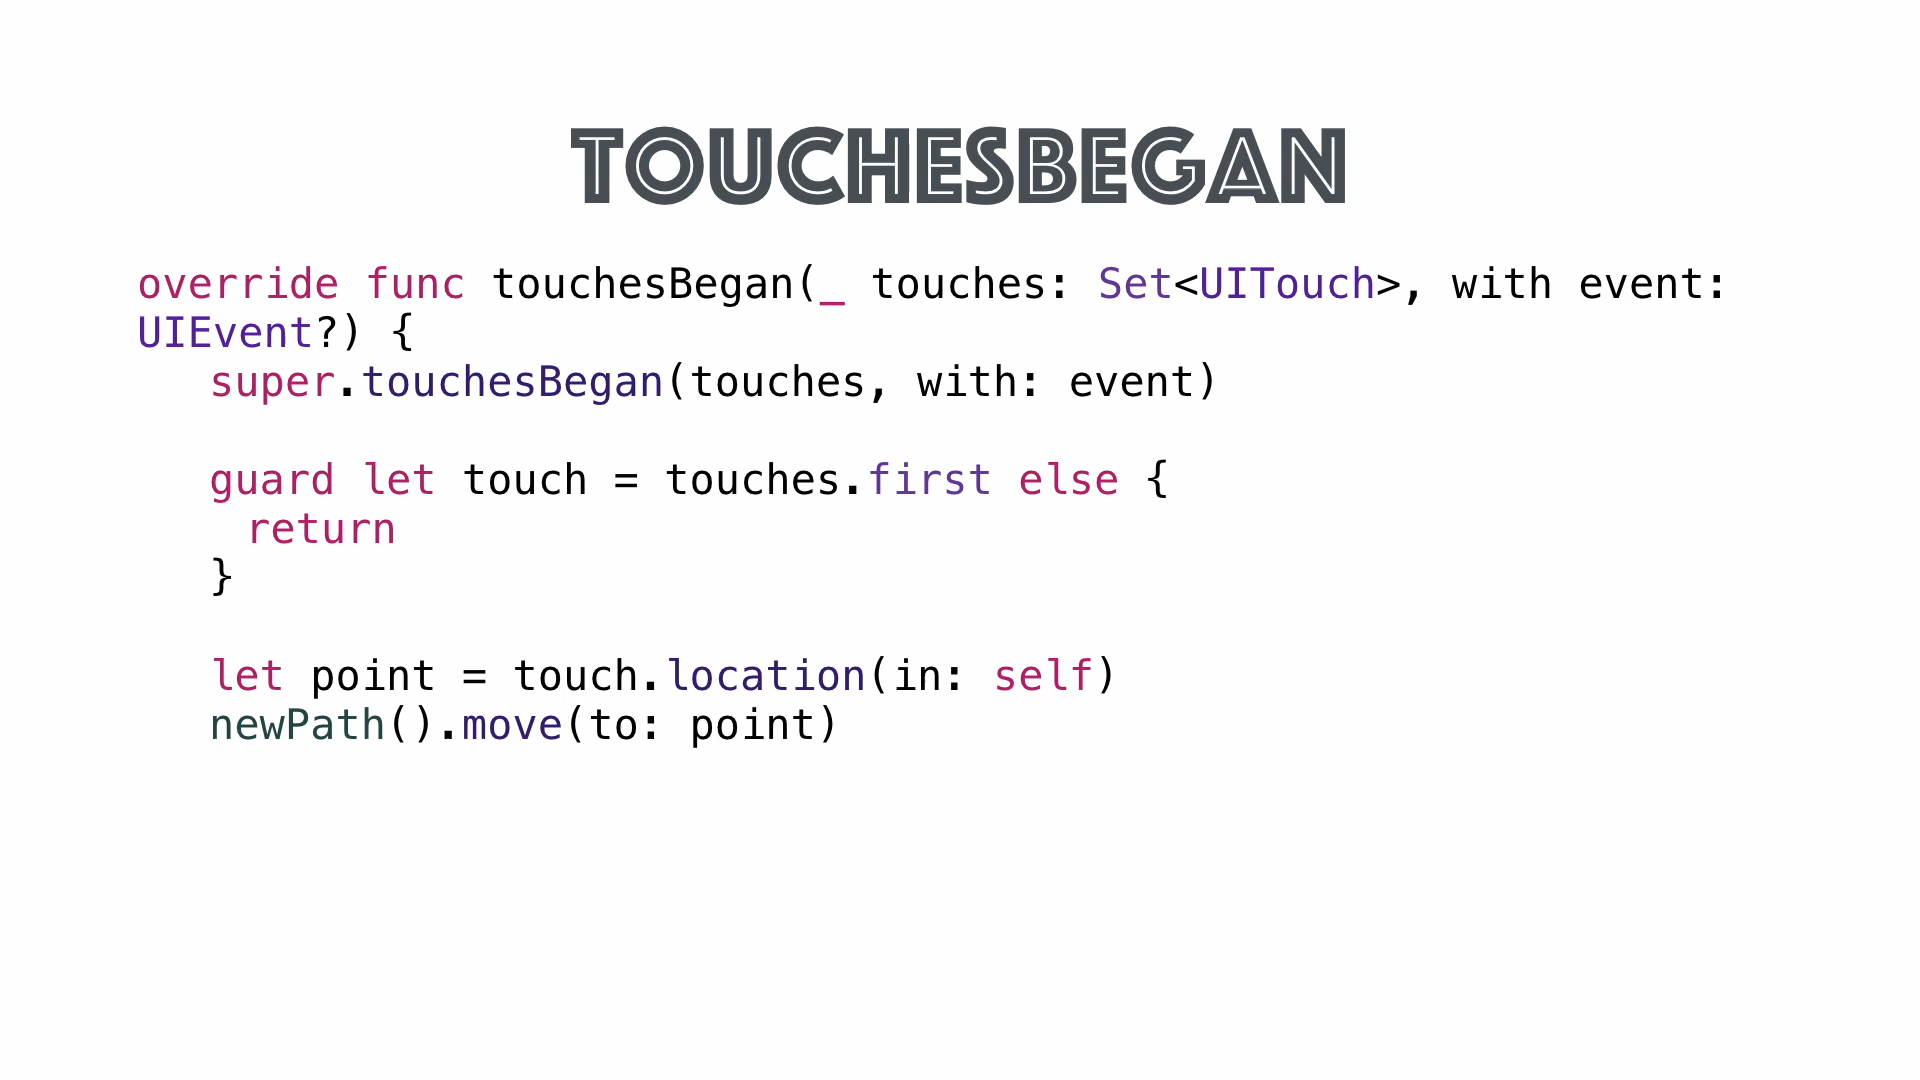 TOUCHESBEGAN
override func touchesBegan(_ touches: Set<UITouch>, with event:
UIEvent?) {
super.touchesBegan(touches, with: event)
guard let touch = touches.first else {
return
}
let point = touch.location(in: self)
newPath().move(to: point)